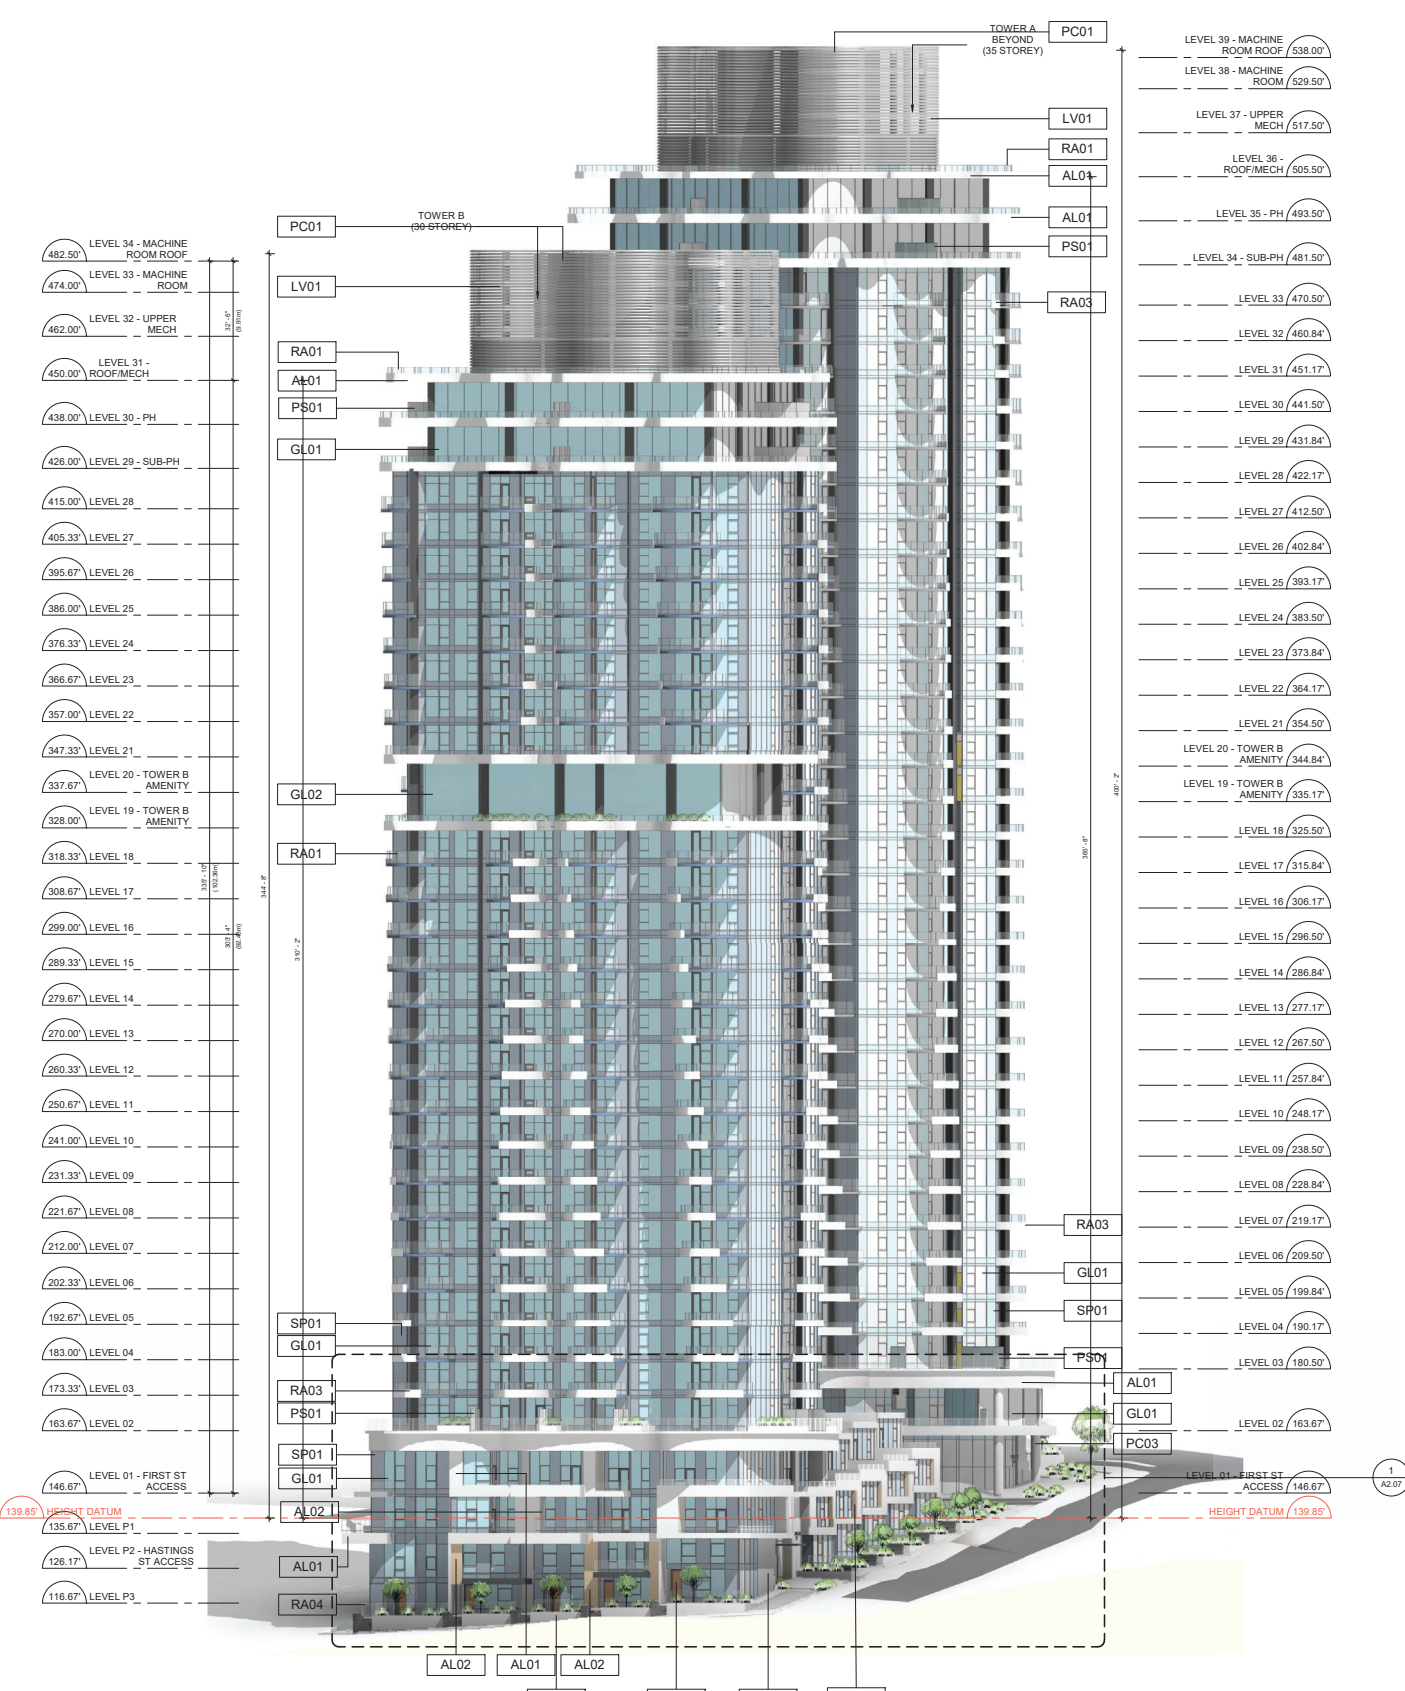 TOWER A
BEYOND
(35 STOREY)
PC01
LV01
RA01
AL01
AL01
PS01
RA03
LEVEL 39 - MACHINE
ROOM ROOF 538.00'
LEVEL 38 - MACHINE
ROOM 529.50'
LEVEL 37 - UPPER
MECH 517.50'
LEVEL 36 -
ROOF/MECH 505.50'
LEVEL 35 - PH 493.50'
LEVEL 34 - SUB-PH 481.50'
LEVEL 33 470.50'
LEVEL 32 460.84'
LEVEL 31 451.17'
LEVEL 30 441.50'
LEVEL 29 431.84'
LEVEL 28 422.17'
LEVEL 27 412.50'
LEVEL 26 402.84'
LEVEL 25 393.17'
LEVEL 24 383.50'
LEVEL 23 373.84'
LEVEL 22 364.17'
LEVEL 21 354.50'
LEVEL 20 - TOWER B
AMENITY 344.84'
LEVEL 19 - TOWER B
AMENITY 335.17'
LEVEL 18 325.50'
LEVEL 17 315.84'
LEVEL 16 306.17'
LEVEL 15 296.50'
LEVEL 14 286.84'
LEVEL 13 277.17'
LEVEL 12 267.50'
LEVEL 11 257.84'
LEVEL 10 248.17'
LEVEL 09 238.50'
LEVEL 08 228.84'
LEVEL 07 219.17'
LEVEL 06 209.50'
LEVEL 05 199.84'
LEVEL 04 190.17'
LEVEL 03 180.50'
LEVEL 02 163.67'
LEVEL 01 - FIRST ST
ACCESS 146.67'
HEIGHT DATUM 139.85'
1
A2.07
400' - 2"
365' - 8"
RA03
GL01
SP01
PS01
AL01
GL01
PC03
TOWER B
(30 STOREY)
PC01
LV01
RA01
AL01
PS01
GL01
GL02
RA01
SP01
GL01
RA03
PS01
SP01
GL01
AL02
AL01
RA04
AL02
AL01
AL02
482.50' LEVEL 34 - MACHINE
ROOM ROOF
474.00' LEVEL 33 - MACHINE
ROOM
462.00' LEVEL 32 - UPPER
MECH
450.00' LEVEL 31 -
ROOF/MECH
438.00' LEVEL 30 - PH
426.00' LEVEL 29 - SUB-PH
415.00' LEVEL 28
405.33' LEVEL 27
395.67' LEVEL 26
386.00' LEVEL 25
376.33' LEVEL 24
366.67' LEVEL 23
357.00' LEVEL 22
347.33' LEVEL 21
337.67' LEVEL 20 - TOWER B
AMENITY
328.00' LEVEL 19 - TOWER B
AMENITY
318.33' LEVEL 18
308.67' LEVEL 17
299.00' LEVEL 16
289.33' LEVEL 15
279.67' LEVEL 14
270.00' LEVEL 13
260.33' LEVEL 12
250.67' LEVEL 11
241.00' LEVEL 10
231.33' LEVEL 09
221.67' LEVEL 08
212.00' LEVEL 07
202.33' LEVEL 06
192.67' LEVEL 05
183.00' LEVEL 04
173.33' LEVEL 03
163.67' LEVEL 02
146.67' LEVEL 01 - FIRST ST
ACCESS
139.85' HEIGHT DATUM
135.67' LEVEL P1
126.17' LEVEL P2 - HASTINGS
ST ACCESS
116.67' LEVEL P3
32' - 6"
(9.91m)
335' - 10"
(102.36m)
303' - 4"
(92.46m)
344' - 8"
310' - 2"